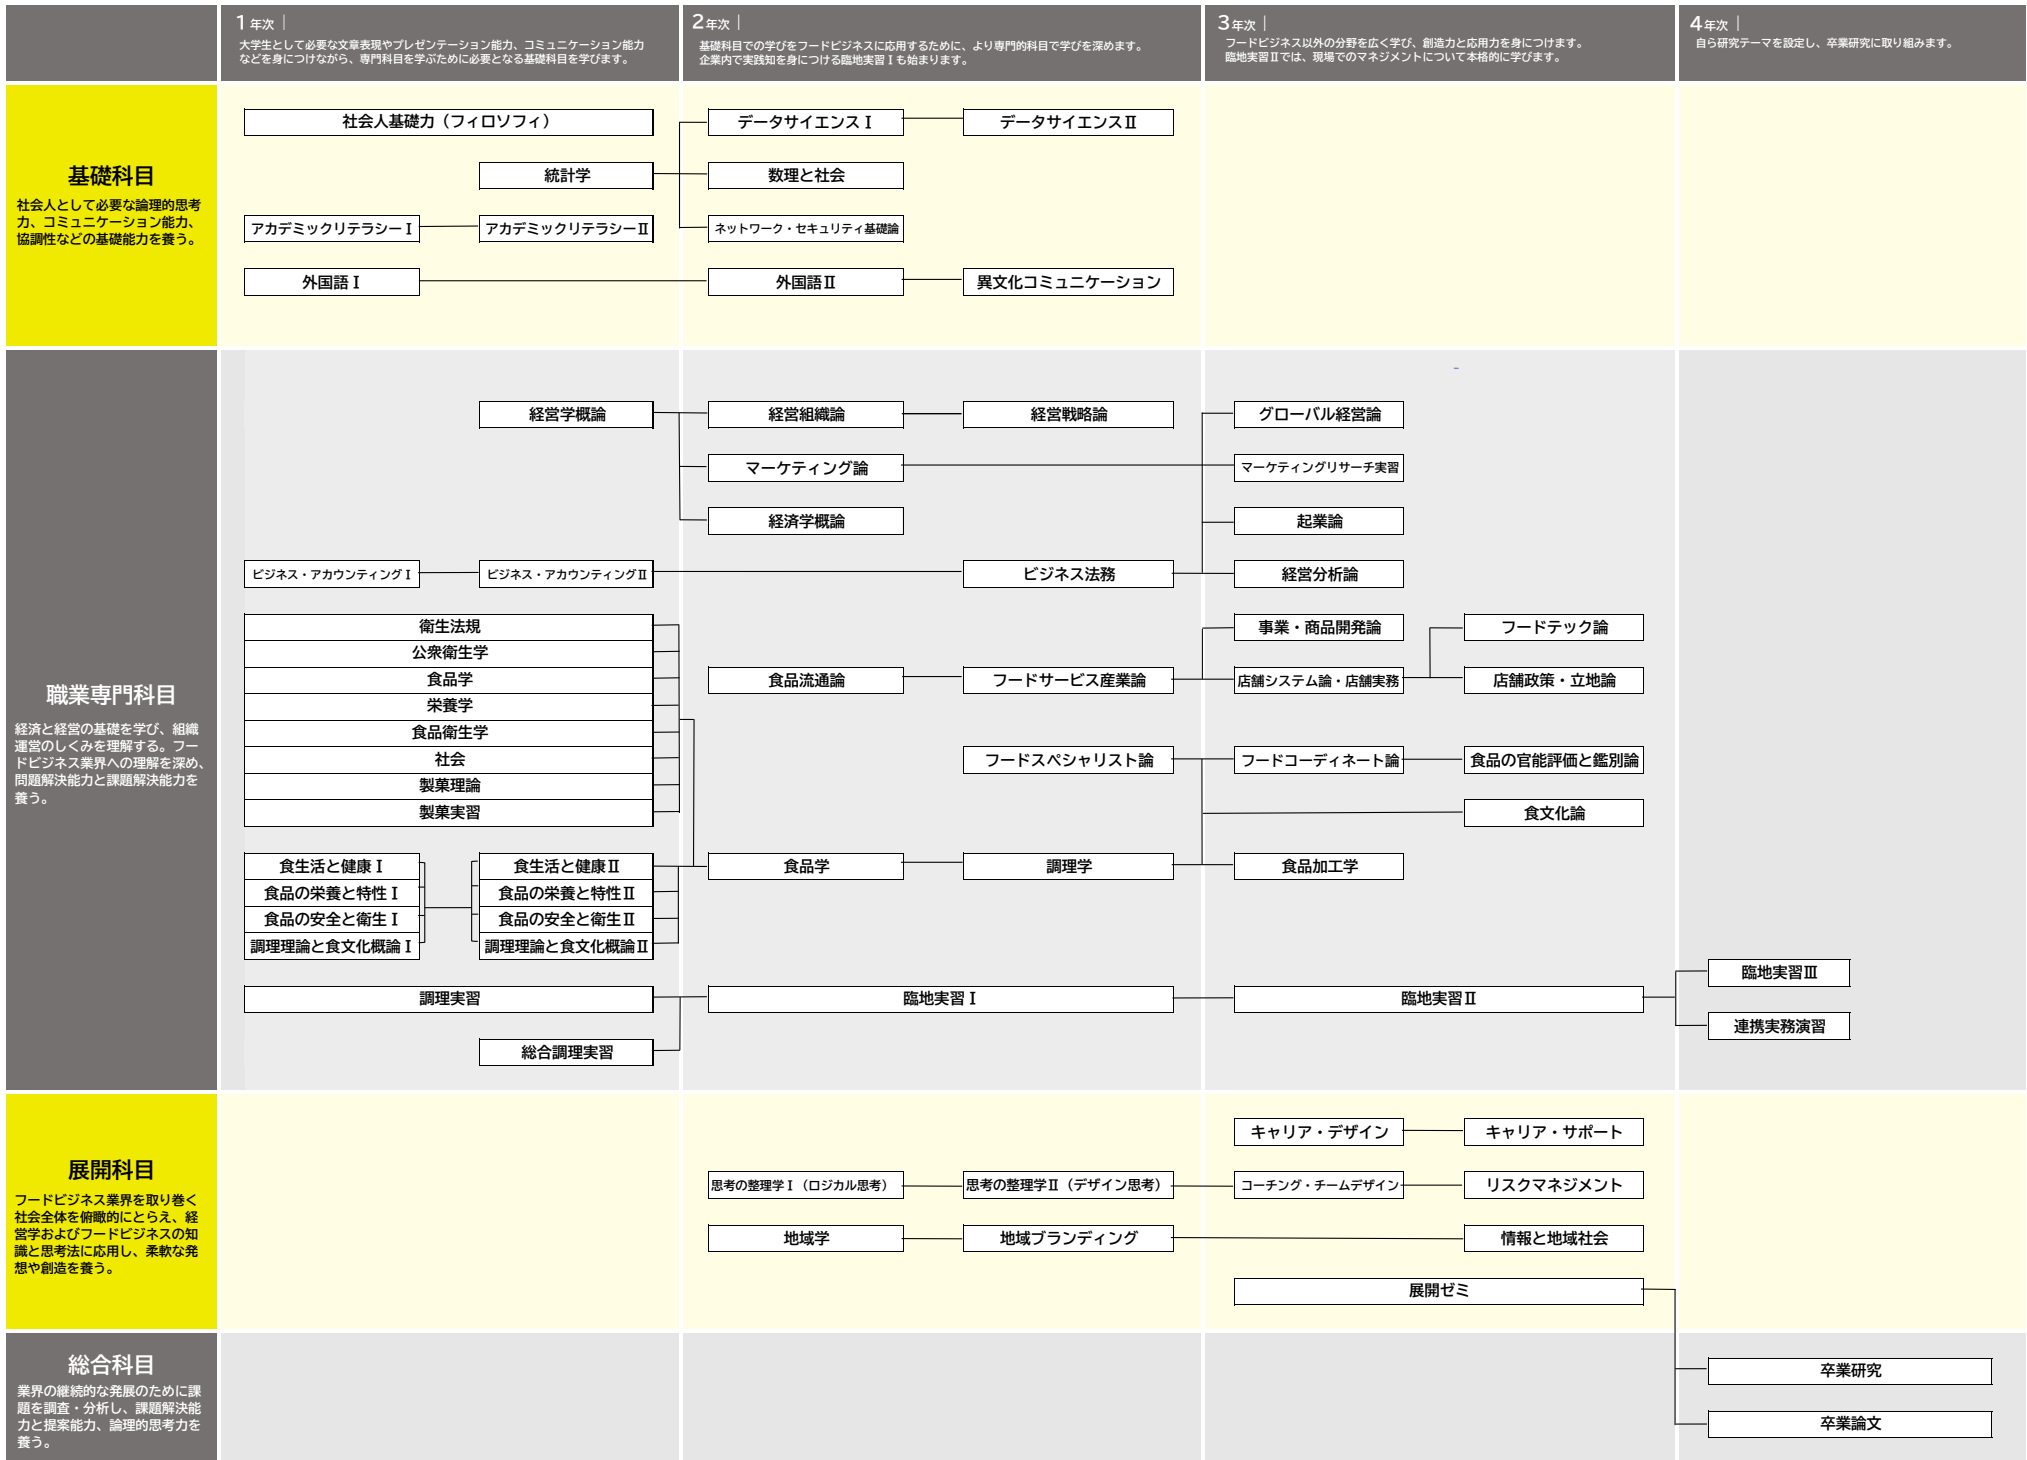 1年次｜
大学生として必要な文章表現やプレゼンテーション能力、コミュニケーション能力
などを身につけながら、専門科目を学ぶために必要となる基礎科目を学びます。
2年次｜
基礎科目での学びをフードビジネスに応用するために、より専門的科目で学びを深めます。
企業内で実践知を身につける臨地実習Ⅰも始まります。
3年次｜
フードビジネス以外の分野を広く学び、創造力と応用力を身につけます。
臨地実習Ⅱでは、現場でのマネジメントについて本格的に学びます。
4年次｜
自ら研究テーマを設定し、卒業研究に取り組みます。
基礎科目
社会人として必要な論理的思考
力、コミュニケーション能力、
協調性などの基礎能力を養う。
社会人基礎力（フィロソフィ）
データサイエンスⅠ
データサイエンスⅡ
統計学
数理と社会
アカデミックリテラシーⅠ
アカデミックリテラシーⅡ
ネットワーク・セキュリティ基礎論
外国語Ⅰ
外国語Ⅱ
異文化コミュニケーション
職業専門科目
経済と経営の基礎を学び、組織
運営のしくみを理解する。フー
ドビジネス業界への理解を深め、
問題解決能力と課題解決能力を
養う。
経営学概論
経営組織論
経営戦略論
グローバル経営論
マーケティング論
マーケティングリサーチ実習
経済学概論
起業論
ビジネス・アカウンティングⅠ
ビジネス・アカウンティングⅡ
ビジネス法務
経営分析論
衛生法規
公衆衛生学
食品学
栄養学
食品衛生学
社会
製菓理論
製菓実習
事業・商品開発論
フードテック論
食品流通論
フードサービス産業論
店舗システム論・店舗実務
店舗政策・立地論
フードスペシャリスト論
フードコーディネート論
食品の官能評価と鑑別論
食文化論
食生活と健康Ⅰ
食品の栄養と特性Ⅰ
食品の安全と衛生Ⅰ
調理理論と食文化概論Ⅰ
食生活と健康Ⅱ
食品の栄養と特性Ⅱ
食品の安全と衛生Ⅱ
調理理論と食文化概論Ⅱ
食品学
調理学
食品加工学
調理実習
臨地実習Ⅰ
臨地実習Ⅱ
臨地実習Ⅲ
連携実務演習
総合調理実習
展開科目
フードビジネス業界を取り巻く
社会全体を俯瞰的にとらえ、経
営学およびフードビジネスの知
識と思考法に応用し、柔軟な発
想や創造を養う。
キャリア・デザイン
キャリア・サポート
思考の整理学Ⅰ（ロジカル思考）
思考の整理学Ⅱ（デザイン思考）
コーチング・チームデザイン
リスクマネジメント
地域学
地域ブランディング
情報と地域社会
展開ゼミ
総合科目
業界の継続的な発展のために課
題を調査・分析し、課題解決能
力と提案能力、論理的思考力を
養う。
卒業研究
卒業論文